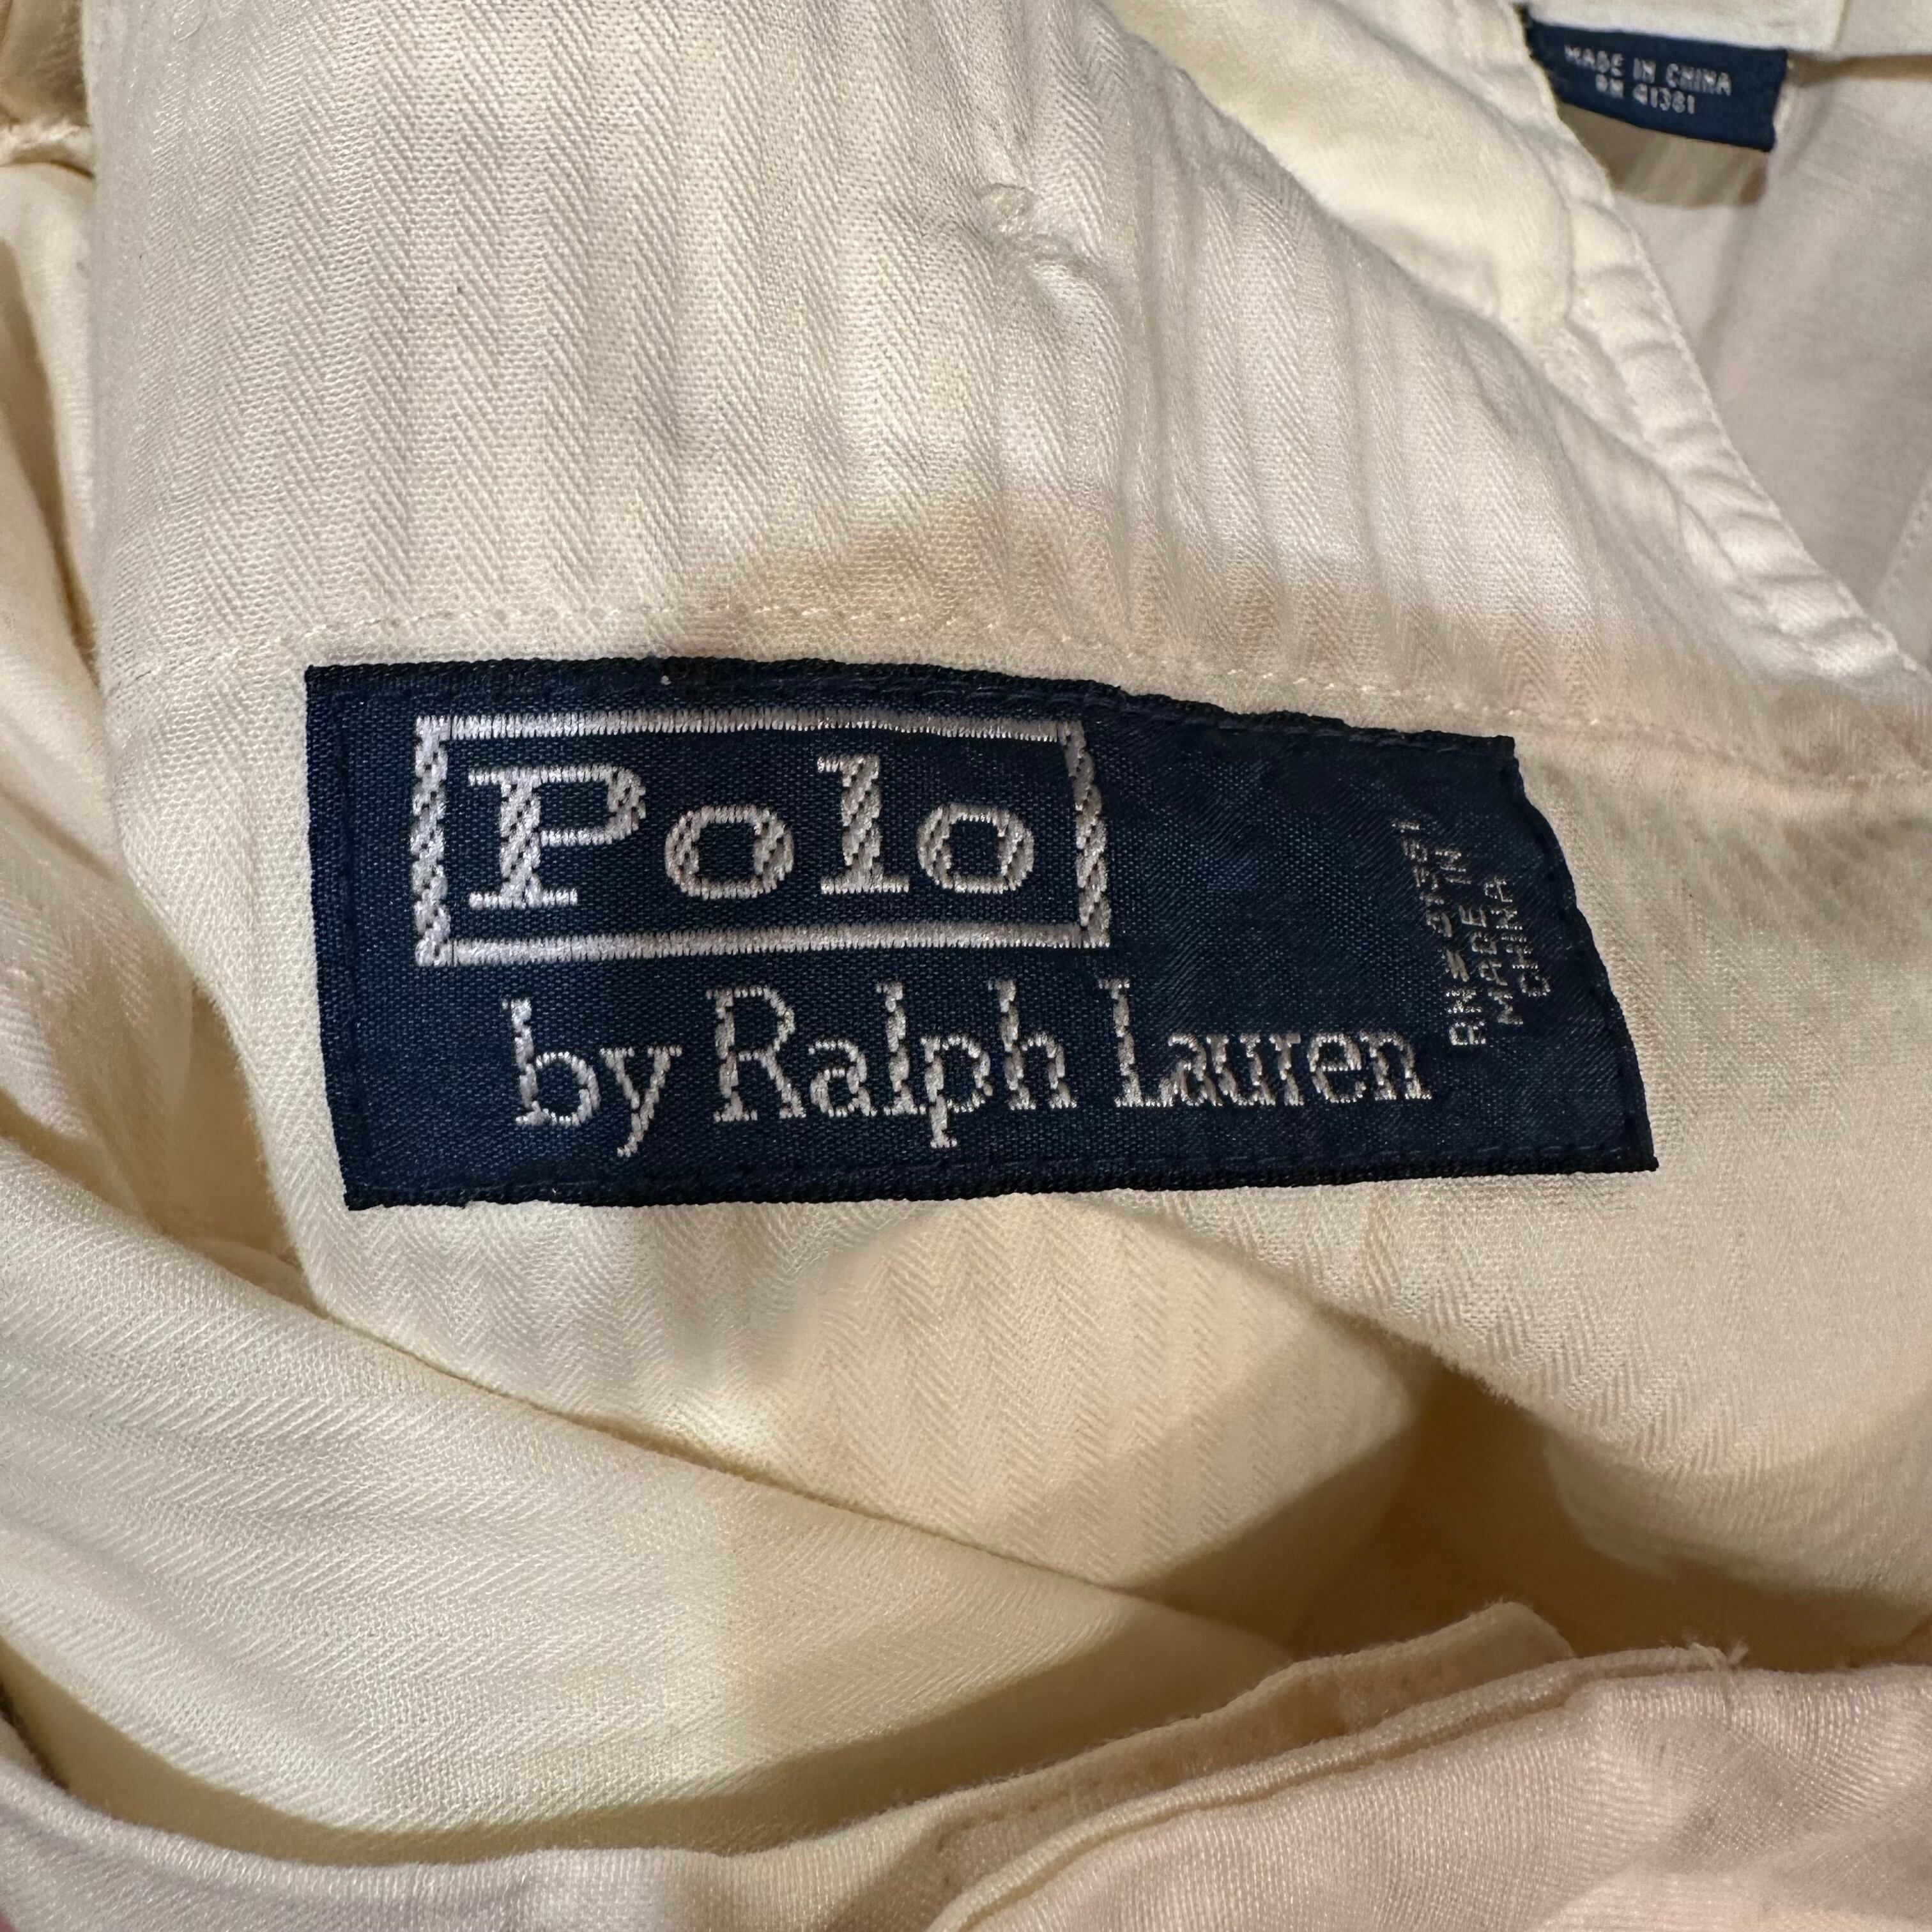 MADE IN CHINA
RN 41381
Polo
by Ralph Lauren
RN# 41381
MADE IN
CHINA